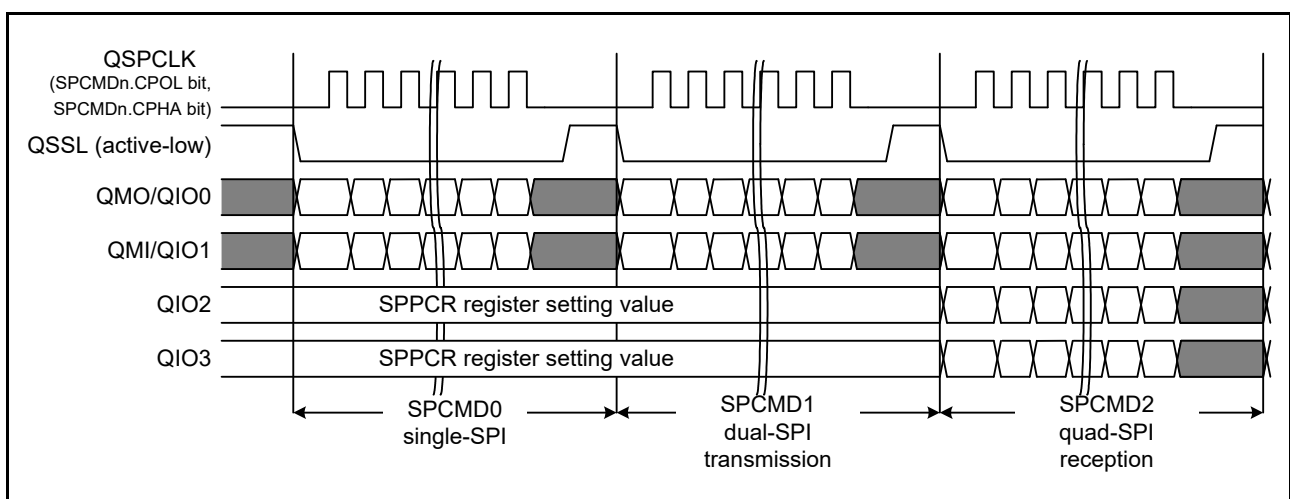 QSPCLK
(SPCMDn.CPOL bit,
SPCMDn.CPHA bit)
QSSL (active-low)
QMO/QIO0
QMI/QIO1
QIO2
SPPCR register setting value
QIO3
SPPCR register setting value
SPCMD0
single-SPI
SPCMD1
dual-SPI
transmission
SPCMD2
quad-SPI
reception